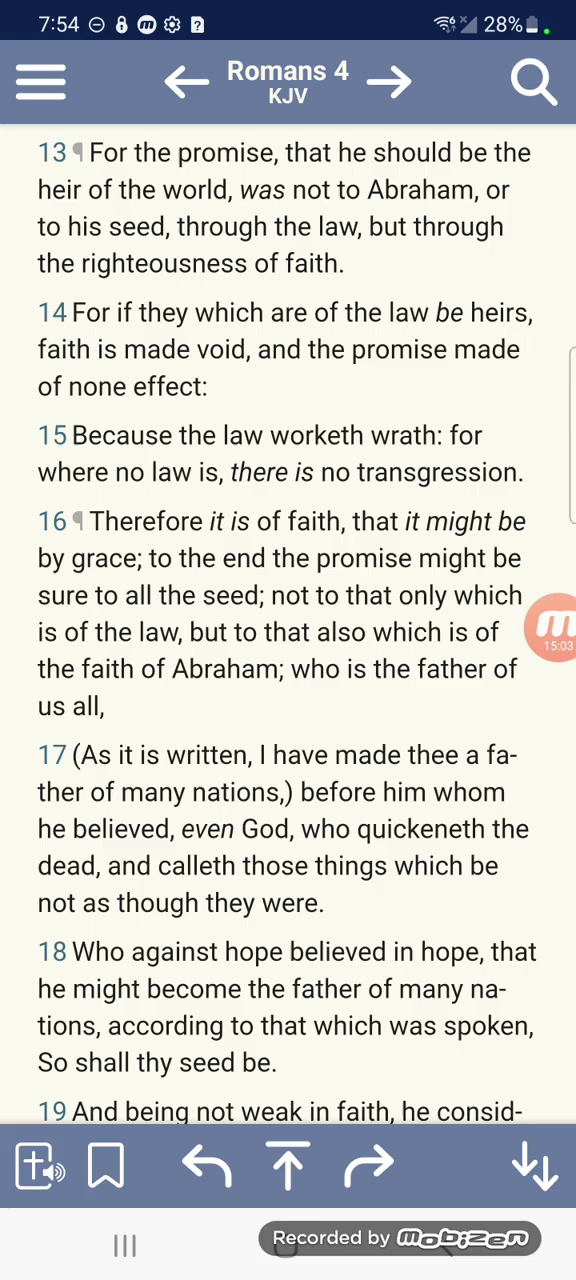 7:54 28%
Romans 4
KJV
13 ¶ For the promise, that he should be the
heir of the world, was not to Abraham, or
to his seed, through the law, but through
the righteousness of faith.
14 For if they which are of the law be heirs,
faith is made void, and the promise made
of none effect:
15 Because the law worketh wrath: for
where no law is, there is no transgression.
16 ¶ Therefore it is of faith, that it might be
by grace; to the end the promise might be
sure to all the seed; not to that only which
is of the law, but to that also which is of
the faith of Abraham; who is the father of
us all,
15:03
17 (As it is written, I have made thee a fa-
ther of many nations,) before him whom
he believed, even God, who quickeneth the
dead, and calleth those things which be
not as though they were.
18 Who against hope believed in hope, that
he might become the father of many na-
tions, according to that which was spoken,
So shall thy seed be.
19 And being not weak in faith, he consid-
Recorded by mobizen